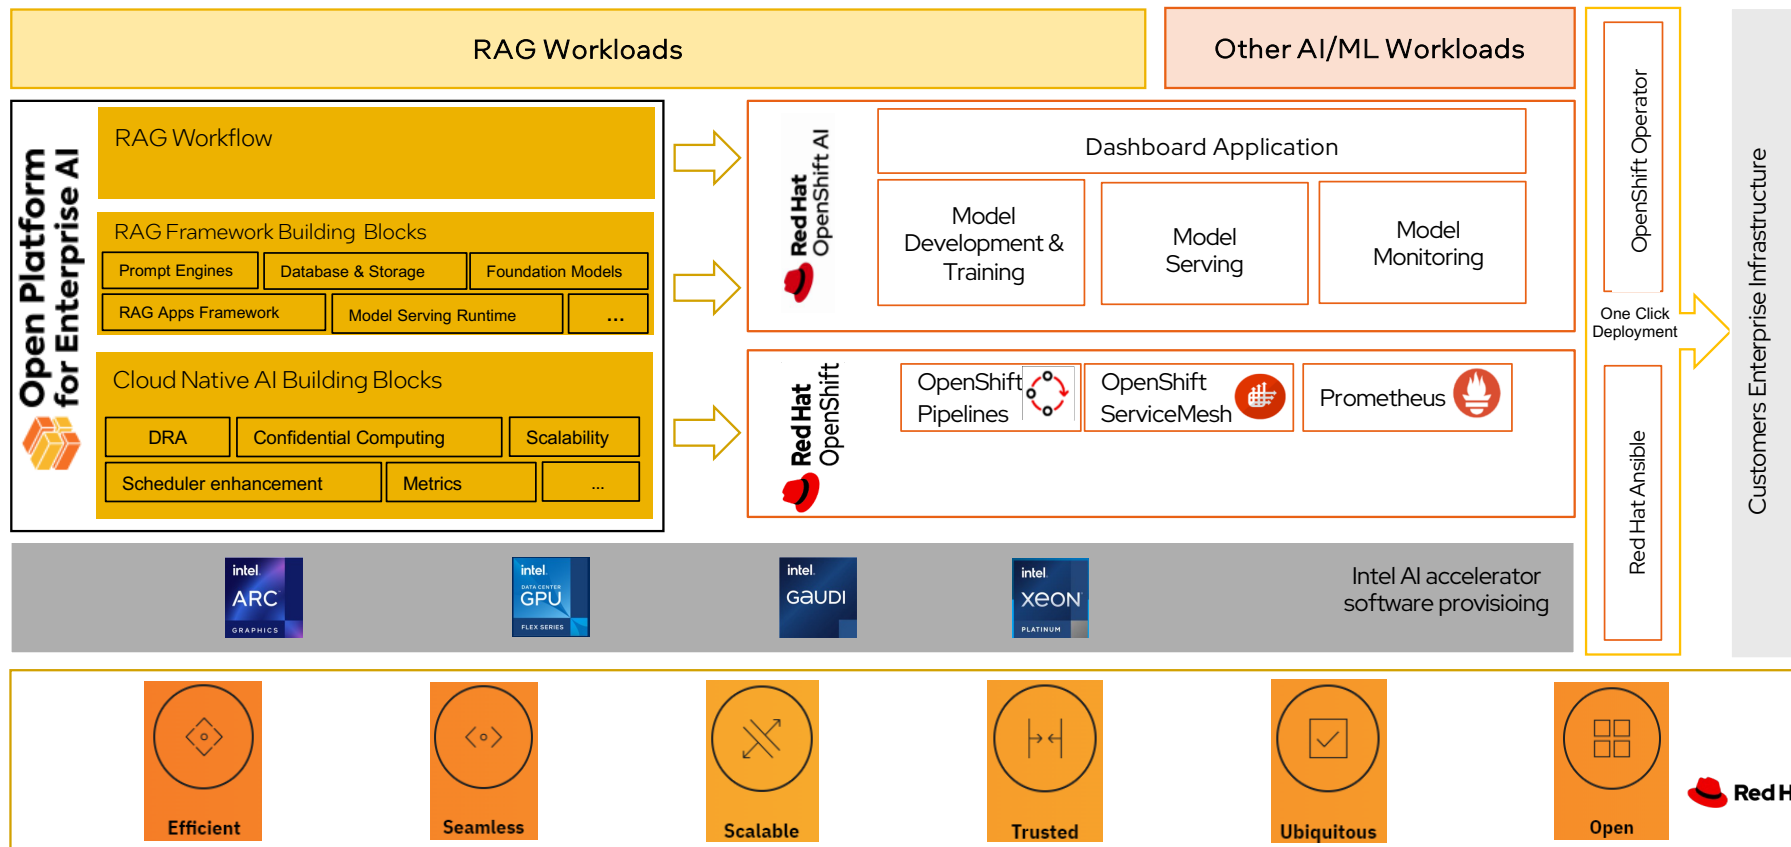 RAG Workloads
Other AI/ML Workloads
Open Platform
for Enterprise AI
RAG Workflow
RAG Framework Building Blocks
Prompt Engines
Database & Storage
Foundation Models
RAG Apps Framework
Model Serving Runtime
...
Cloud Native AI Building Blocks
DRA
Confidential Computing
Scalability
Scheduler enhancement
Metrics
...
Red Hat
OpenShift AI
Dashboard Application
Model
Development &
Training
Model
Serving
Model
Monitoring
Red Hat
OpenShift
OpenShift
Pipelines
OpenShift
ServiceMesh
Prometheus
OpenShift Operator
One Click
Deployment
Red Hat Ansible
Customers Enterprise Infrastructure
intel.
ARC
GRAPHICS
intel.
DATA CENTER
GPU
FLEX SERIES
intel.
GAUDI
intel.
XEON
PLATINUM
Intel AI accelerator
software provisioing
Efficient
Seamless
Scalable
Trusted
Ubiquitous
Open
Red H